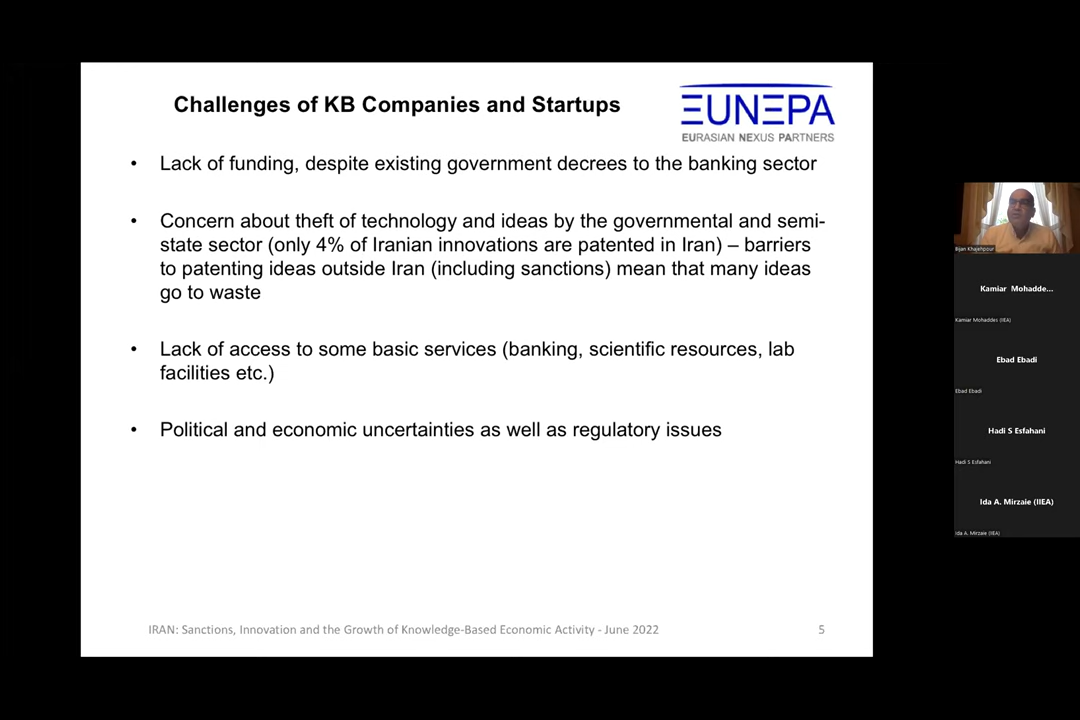 Challenges of KB Companies and Startups
EUNEPA
EURASIAN NEXUS PARTNERS
• Lack of funding, despite existing government decrees to the banking sector
• Concern about theft of technology and ideas by the governmental and semi-
state sector (only 4% of Iranian innovations are patented in Iran) – barriers
to patenting ideas outside Iran (including sanctions) mean that many ideas
go to waste
• Lack of access to some basic services (banking, scientific resources, lab
facilities etc.)
• Political and economic uncertainties as well as regulatory issues
IRAN: Sanctions, Innovation and the Growth of Knowledge-Based Economic Activity - June 2022
5
Bijan Khajehpour
Kamiar Mohadde...
Kamiar Mohaddes (IIEA)
Ebad Ebadi
Ebad Ebadi
Hadi S Esfahani
Hadi S Esfahani
Ida A. Mirzaie (IIEA)
Ida A. Mirzaie (IIEA)